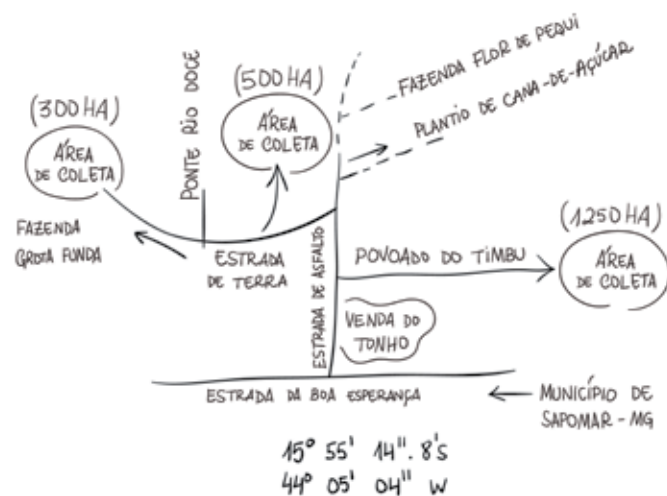 (300 HA)
ÁREA
DE COLETA
FAZENDA
GROTA FUNDA
PONTE RIO DOCE
(500 HA)
ÁREA
DE COLETA
ESTRADA
DE TERRA
FAZENDA FLOR DE PEQUI
PLANTIO DE CANA-DE-AÇÚCAR
ESTRADA DE ASFALTO
POVOADO DO TIMBU
(1250 HA)
ÁREA
DE COLETA
VENDA DO
TONHO
ESTRADA DA BOA ESPERANÇA
MUNICÍPIO DE
SAPOMAR - MG
15° 55' 14".8'S
44° 05' 04" W